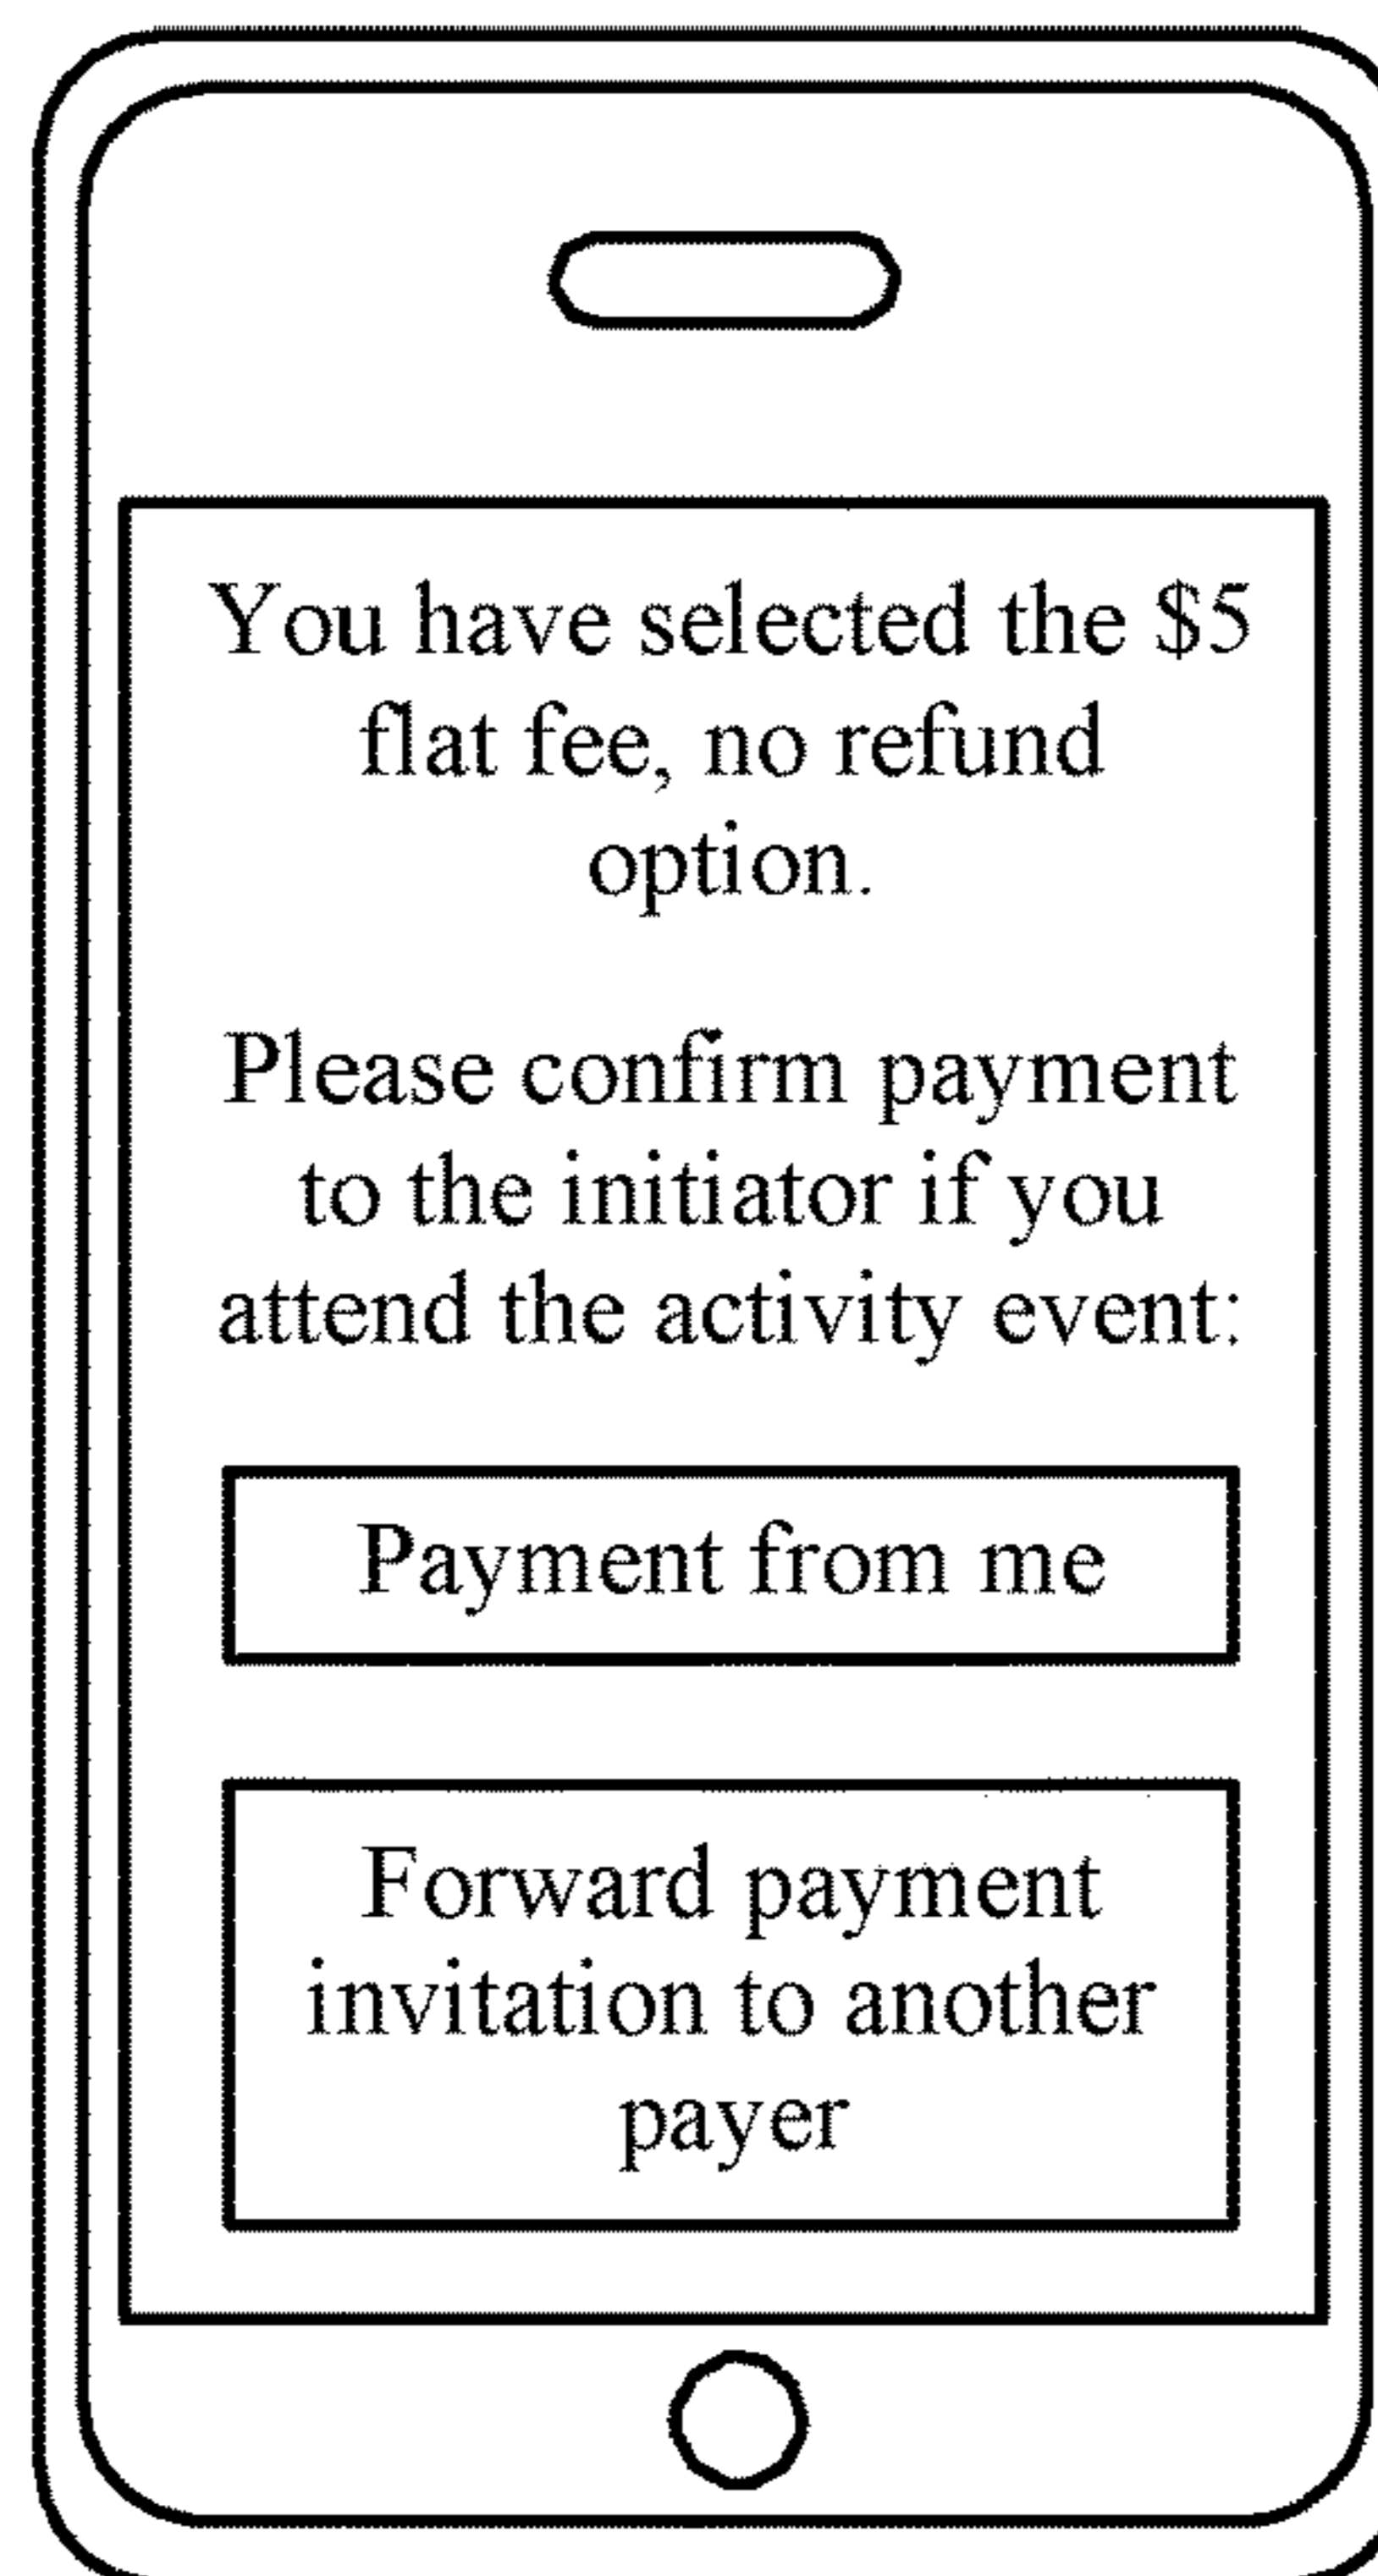 You have selected the $5
flat fee, no refund
option.
Please confirm payment
to the initiator if you
attend the activity event:
Payment from me
Forward payment
invitation to another
payer